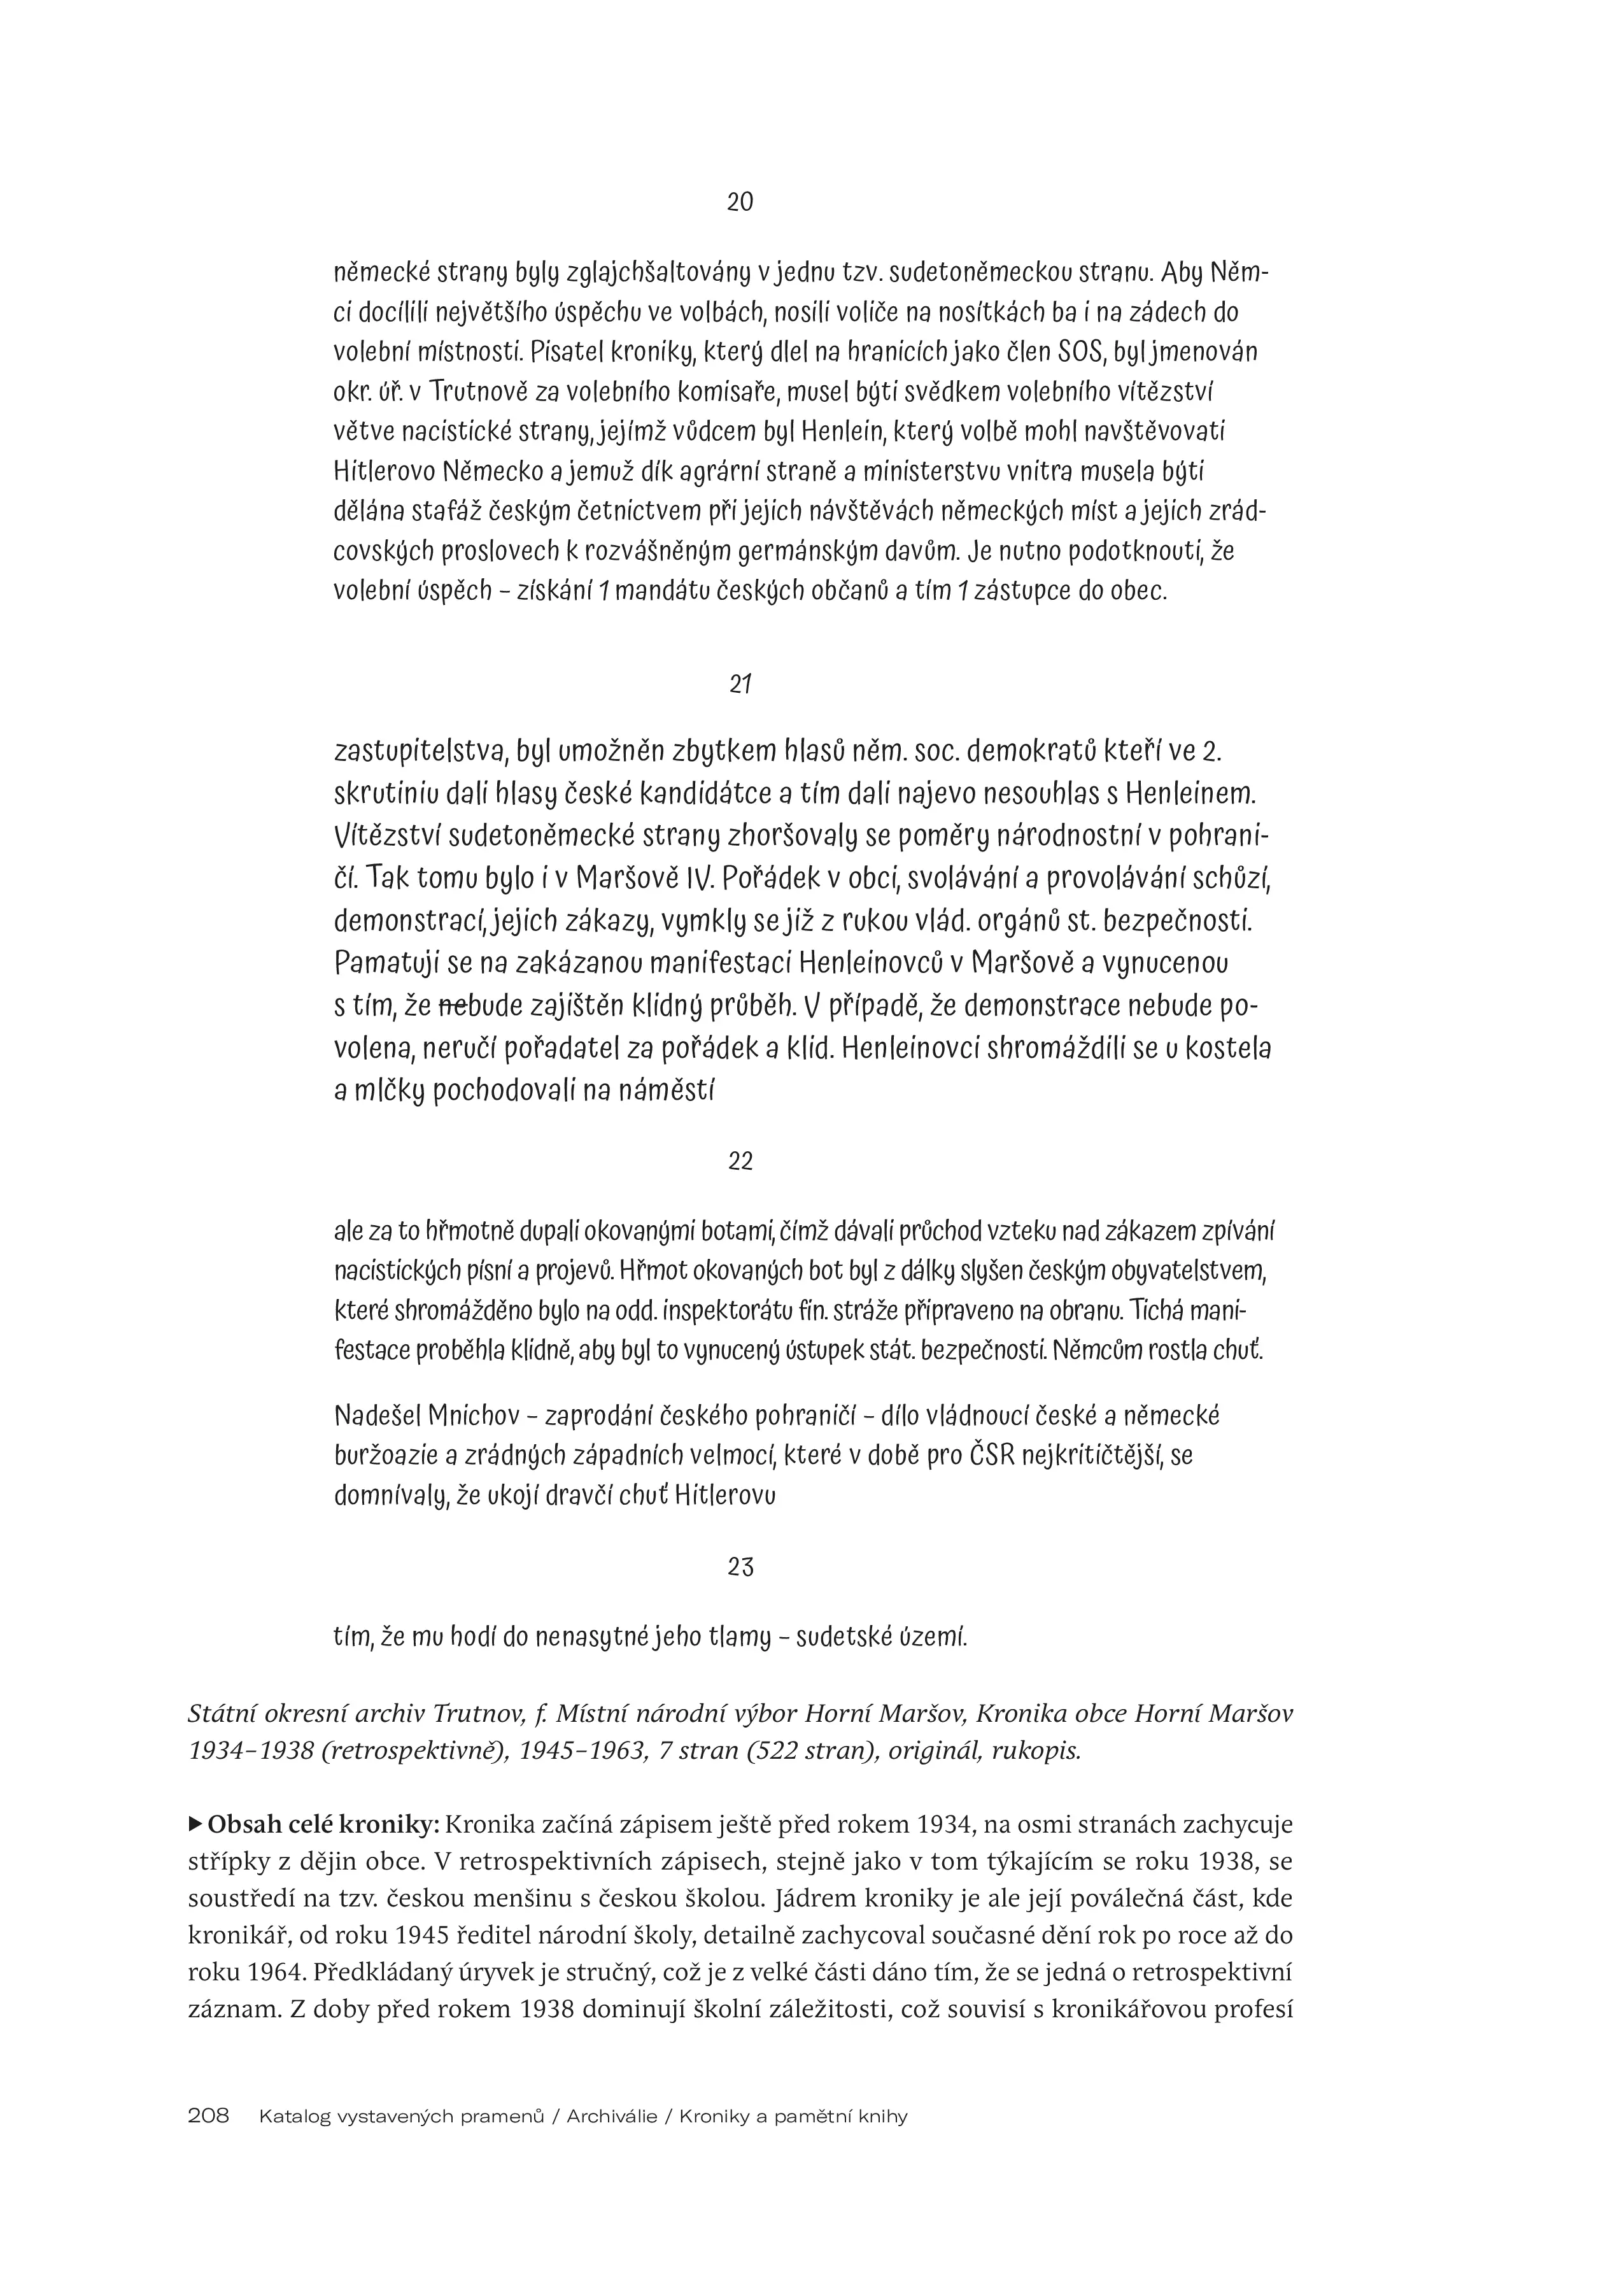 20
německé strany byly zglajchšaltovány v jednu tzv. sudetoněmeckou stranu. Aby Něm-
ci docílili největšího úspěchu ve volbách, nosili voliče na nosítkách ba i na zádech do
volební místnosti. Pisatel kroniky, který dlel na hranicích jako člen SOS, byl jmenován
okr. úř. v Trutnově za volebního komisaře, musel býti svědkem volebního vítězství
větve nacistické strany, jejímž vůdcem byl Henlein, který volbě mohl navštěvovati
Hitlerovo Německo a jemuž dík agrární straně a ministerstvu vnitra musela býti
dělána stafáž českým četnictvem při jejich návštěvách německých míst a jejich zrád-
covských proslovech k rozvášněným germánským davům. Je nutno podotknouti, že
volební úspěch – získání 1 mandátu českých občanů a tím 1 zástupce do obec.
21
zastupitelstva, byl umožněn zbytkem hlasů něm. soc. demokratů kteří ve 2.
skrutiniu dali hlasy české kandidátce a tím dali najevo nesouhlas s Henleinem.
Vítězství sudetoněmecké strany zhoršovaly se poměry národnostní v pohrani-
čí. Tak tomu bylo i v Maršově IV. Pořádek v obci, svolávání a provolávání schůzí,
demonstrací, jejich zákazy, vymkly se již z rukou vlád. orgánů st. bezpečnosti.
Pamatuji se na zakázanou manifestaci Henleinovců v Maršově a vynucenou
s tím, že nebude zajištěn klidný průběh. V případě, že demonstrace nebude po-
volena, neručí pořadatel za pořádek a klid. Henleinovci shromáždili se u kostela
a mlčky pochodovali na náměstí
22
ale za to hřmotně dupali okovanými botami, čímž dávali průchod vzteku nad zákazem zpívání
nacistických písní a projevů. Hřmot okovaných bot byl z dálky slyšen českým obyvatelstvem,
které shromážděno bylo na odd. inspektorátu fin. stráže připraveno na obranu. Tichá mani-
festace proběhla klidně, aby byl to vynucený ústupek stát. bezpečnosti. Němcům rostla chuť.
Nadešel Mnichov – zaprodání českého pohraničí – dílo vládnoucí české a německé
buržoazie a zrádných západních velmocí, které v době pro ČSR nejkritičtější, se
domnívaly, že ukojí dravčí chuť Hitlerovu
23
tím, že mu hodí do nenasytné jeho tlamy – sudetské území.
Státní okresní archiv Trutnov, f. Místní národní výbor Horní Maršov, Kronika obce Horní Maršov
1934–1938 (retrospektivně), 1945–1963, 7 stran (522 stran), originál, rukopis.
▶ Obsah celé kroniky: Kronika začíná zápisem ještě před rokem 1934, na osmi stranách zachycuje
střípky z dějin obce. V retrospektivních zápisech, stejně jako v tom týkajícím se roku 1938, se
soustředí na tzv. českou menšinu s českou školou. Jádrem kroniky je ale její poválečná část, kde
kronikář, od roku 1945 ředitel národní školy, detailně zachycoval současné dění rok po roce až do
roku 1964. Předkládaný úryvek je stručný, což je z velké části dáno tím, že se jedná o retrospektivní
záznam. Z doby před rokem 1938 dominují školní záležitosti, což souvisí s kronikářovou profesí
208 Katalog vystavených pramenů / Archiválie / Kroniky a pamětní knihy